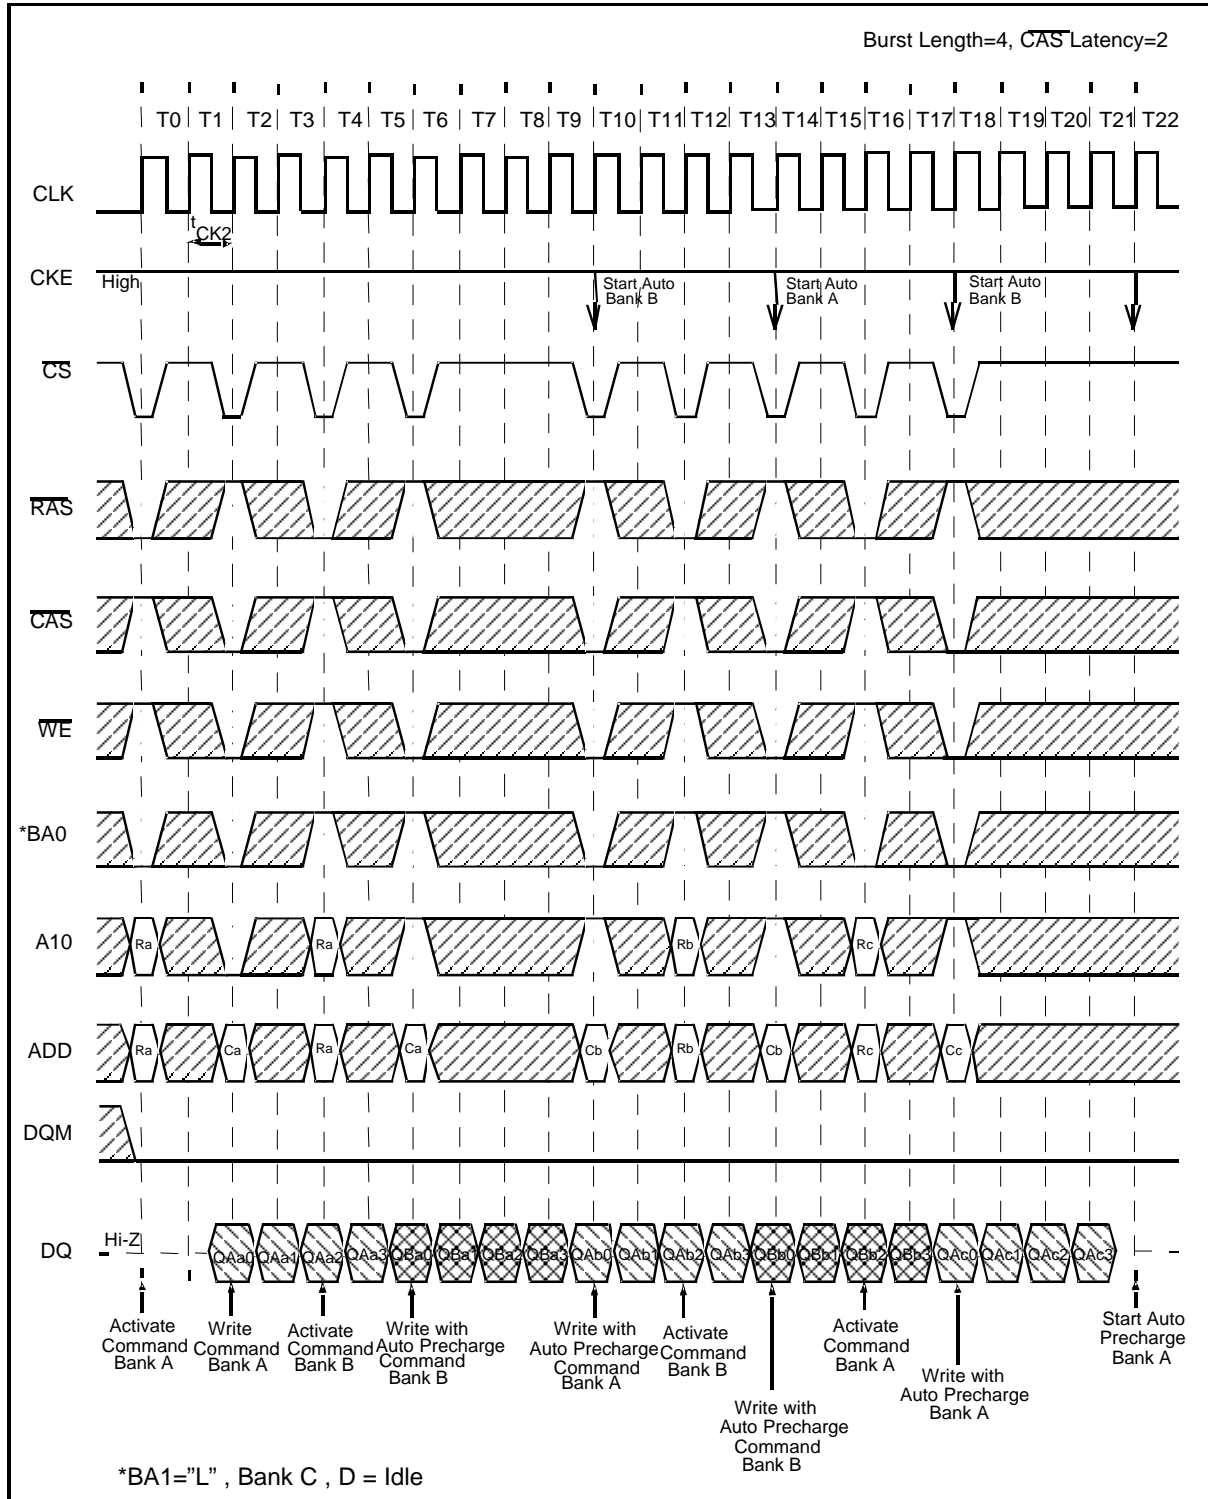 Burst Length=4, CAS Latency=2
T0 T1 T2 T3 T4 T5 T6 T7 T8 T9 T10 T11 T12 T13 T14 T15 T16 T17 T18 T19 T20 T21 T22
CLK
tCK2
CKE
High
Start Auto
Bank B
Start Auto
Bank A
Start Auto
Bank B
CS
RAS
CAS
WE
*BA0
A10
Ra Ra Rb Rc
ADD
Ra Ca Ra Ca Cb Rb Cb Rc Cc
DQM
DQ
Hi-Z
QAa0 QAa1 QAa2 QAa3 QBa0 QBa1 QBa2 QBa3 QAb0 QAb1 QAb2 QAb3 QBb0 QBb1 QBb2 QBb3 QAc0 QAc1 QAc2 QAc3
Activate
Command
Bank A
Write
Command
Bank A
Activate
Command
Bank B
Write with
Auto Precharge
Command
Bank B
Write with
Auto Precharge
Command
Bank A
Activate
Command
Bank B
Write with
Auto Precharge
Command
Bank B
Activate
Command
Bank A
Write with
Auto Precharge
Bank A
Start Auto
Precharge
Bank A
*BA1=”L” , Bank C , D = Idle